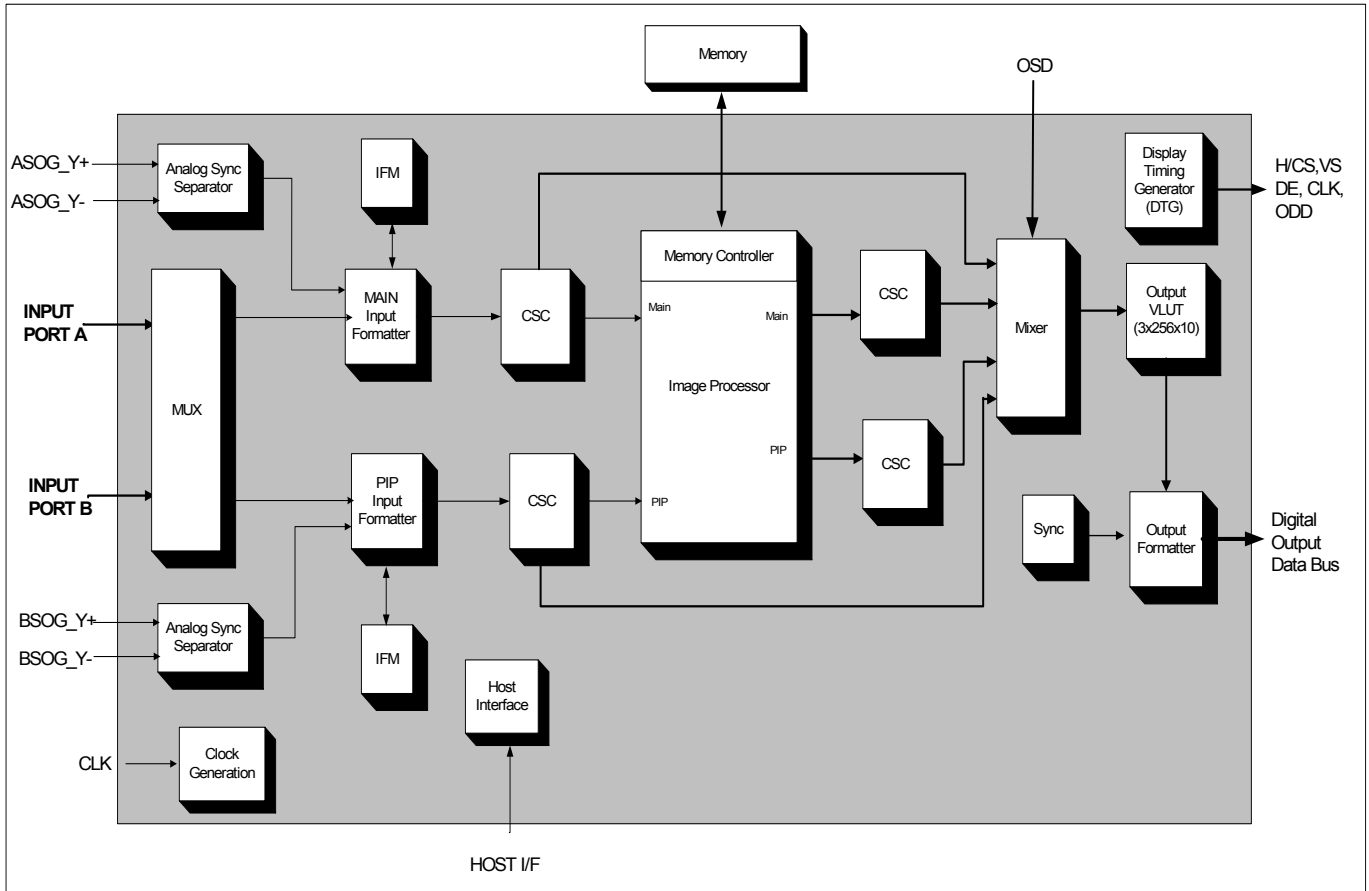 Memory
OSD
ASOG_Y+
ASOG_Y-
Analog Sync
Separator
IFM
Display
Timing
Generator
(DTG)
H/CS,VS
DE, CLK,
ODD
INPUT
PORT A
MUX
MAIN
Input
Formatter
CSC
Memory Controller
Main
Main
Image Processor
PIP
PIP
CSC
Mixer
Output
VLUT
(3x256x10)
INPUT
PORT B
PIP
Input
Formatter
CSC
CSC
Sync
Output
Formatter
Digital
Output
Data Bus
BSOG_Y+
BSOG_Y-
Analog Sync
Separator
IFM
Host
Interface
CLK
Clock
Generation
HOST I/F